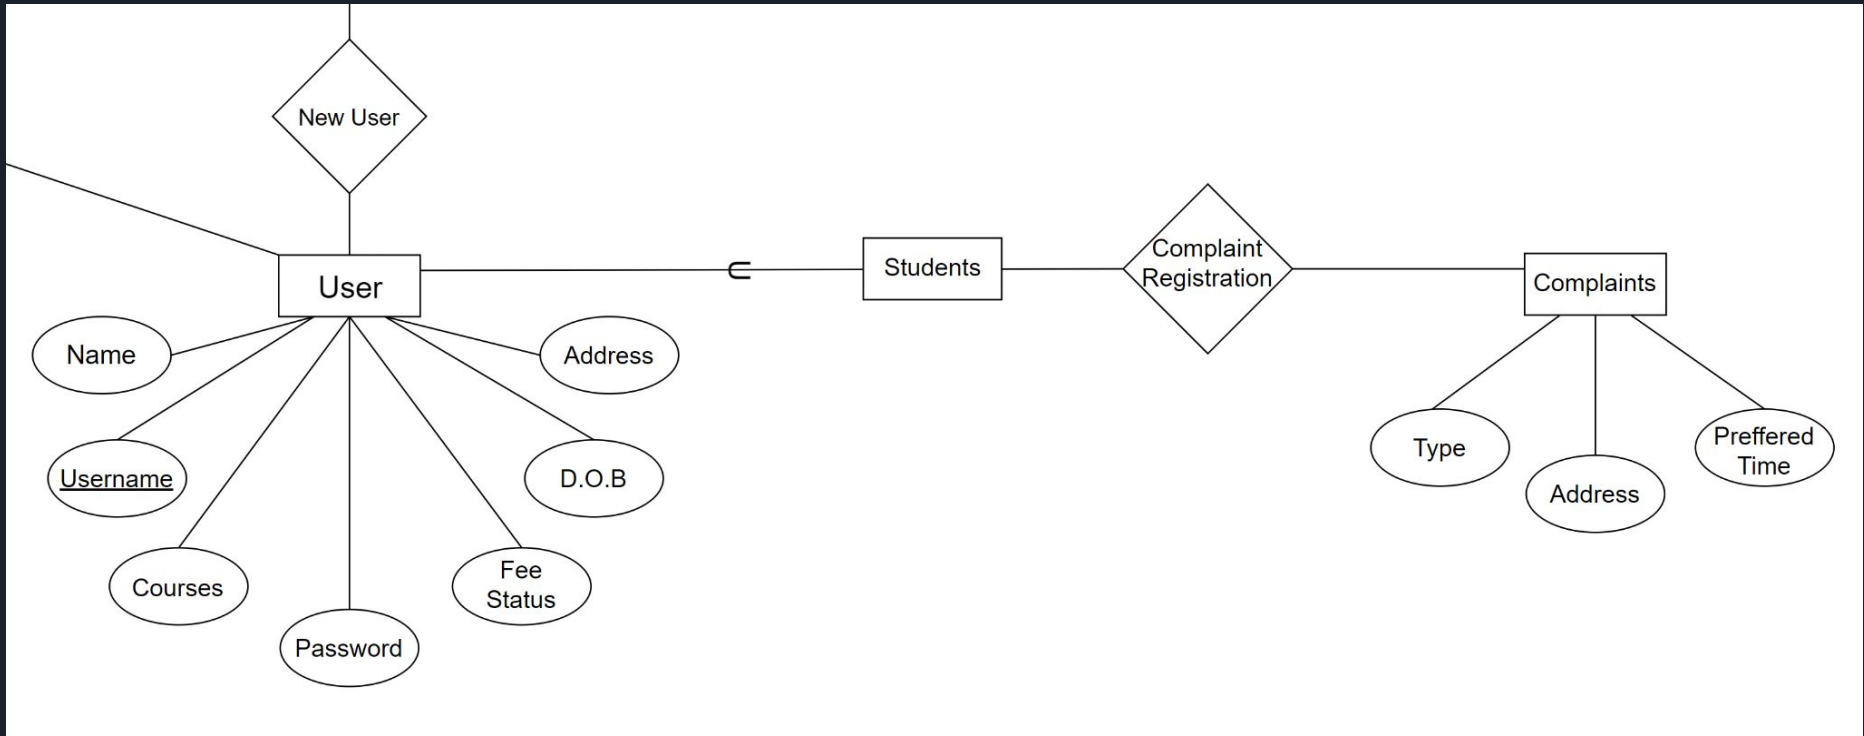 New User
User
Students
Complaint
Registration
Complaints
Name
Address
Username
D.O.B
Courses
Fee
Status
Password
Type
Address
Preffered
Time